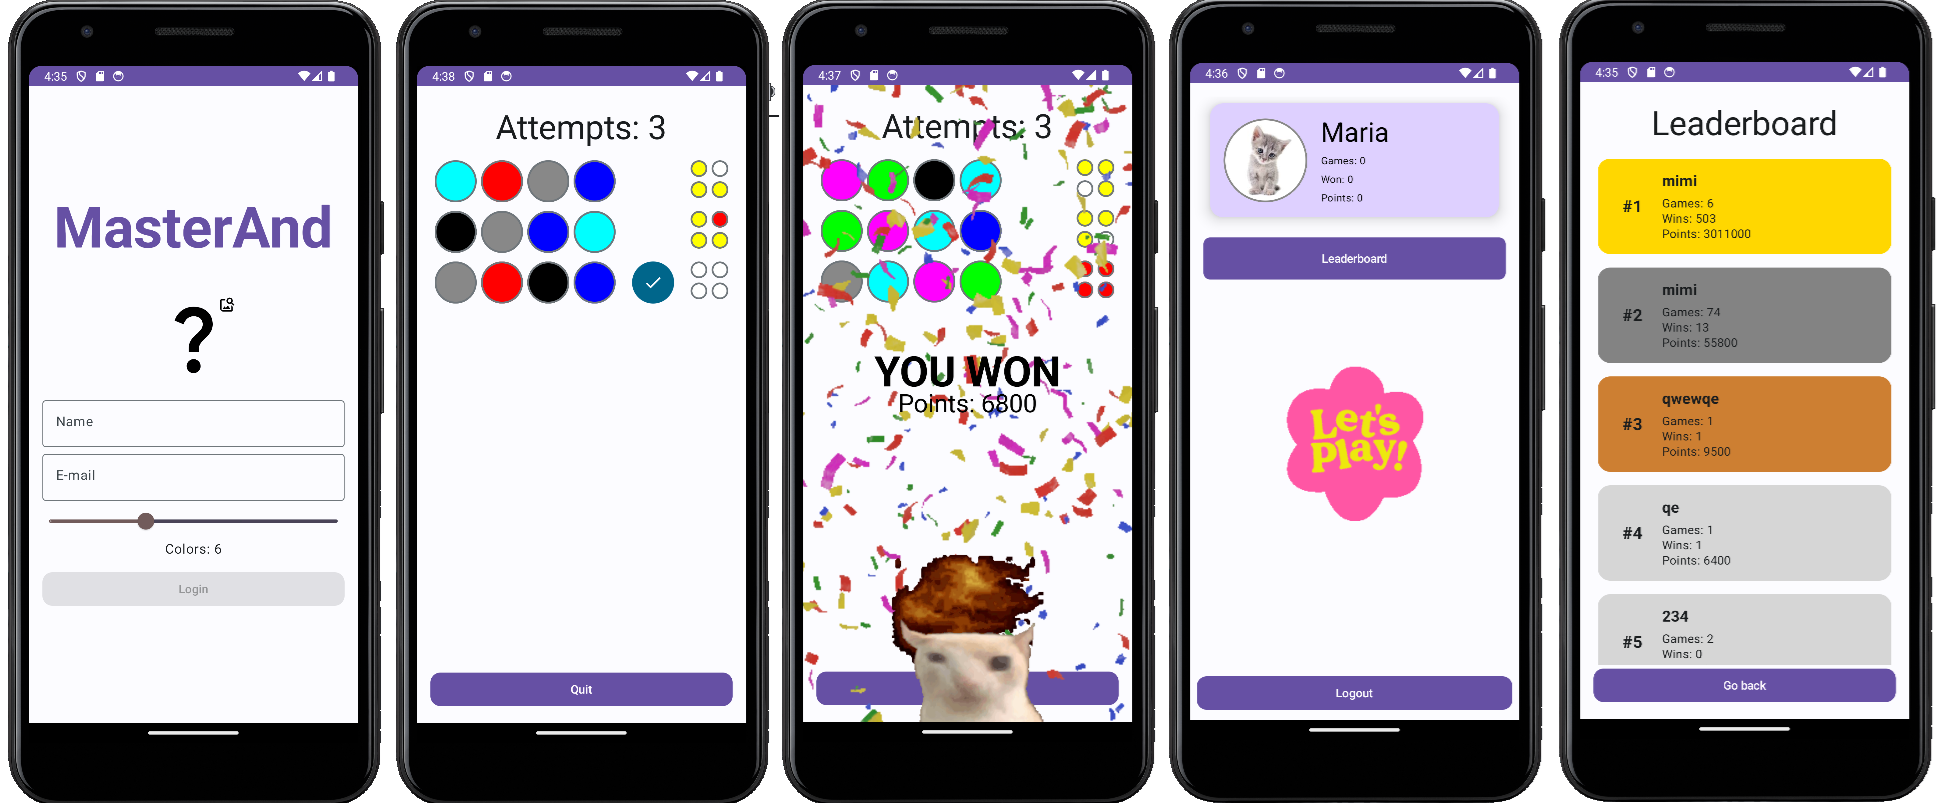 4:35
MasterAnd
?
Name
E-mail
Colors: 6
Login
4:38
Attempts: 3
Quit
4:37
Attempts: 3
YOU WON
Points: 6800
4:36
Maria
Games: 0
Won: 0
Points: 0
Leaderboard
Let's
Play!
Logout
4:35
Leaderboard
#1
mimi
Games: 6
Wins: 503
Points: 3011000
#2
mimi
Games: 74
Wins: 13
Points: 55800
#3
qwewqe
Games: 1
Wins: 1
Points: 9500
#4
qe
Games: 1
Wins: 1
Points: 6400
#5
234
Games: 2
Wins: 0
Go back